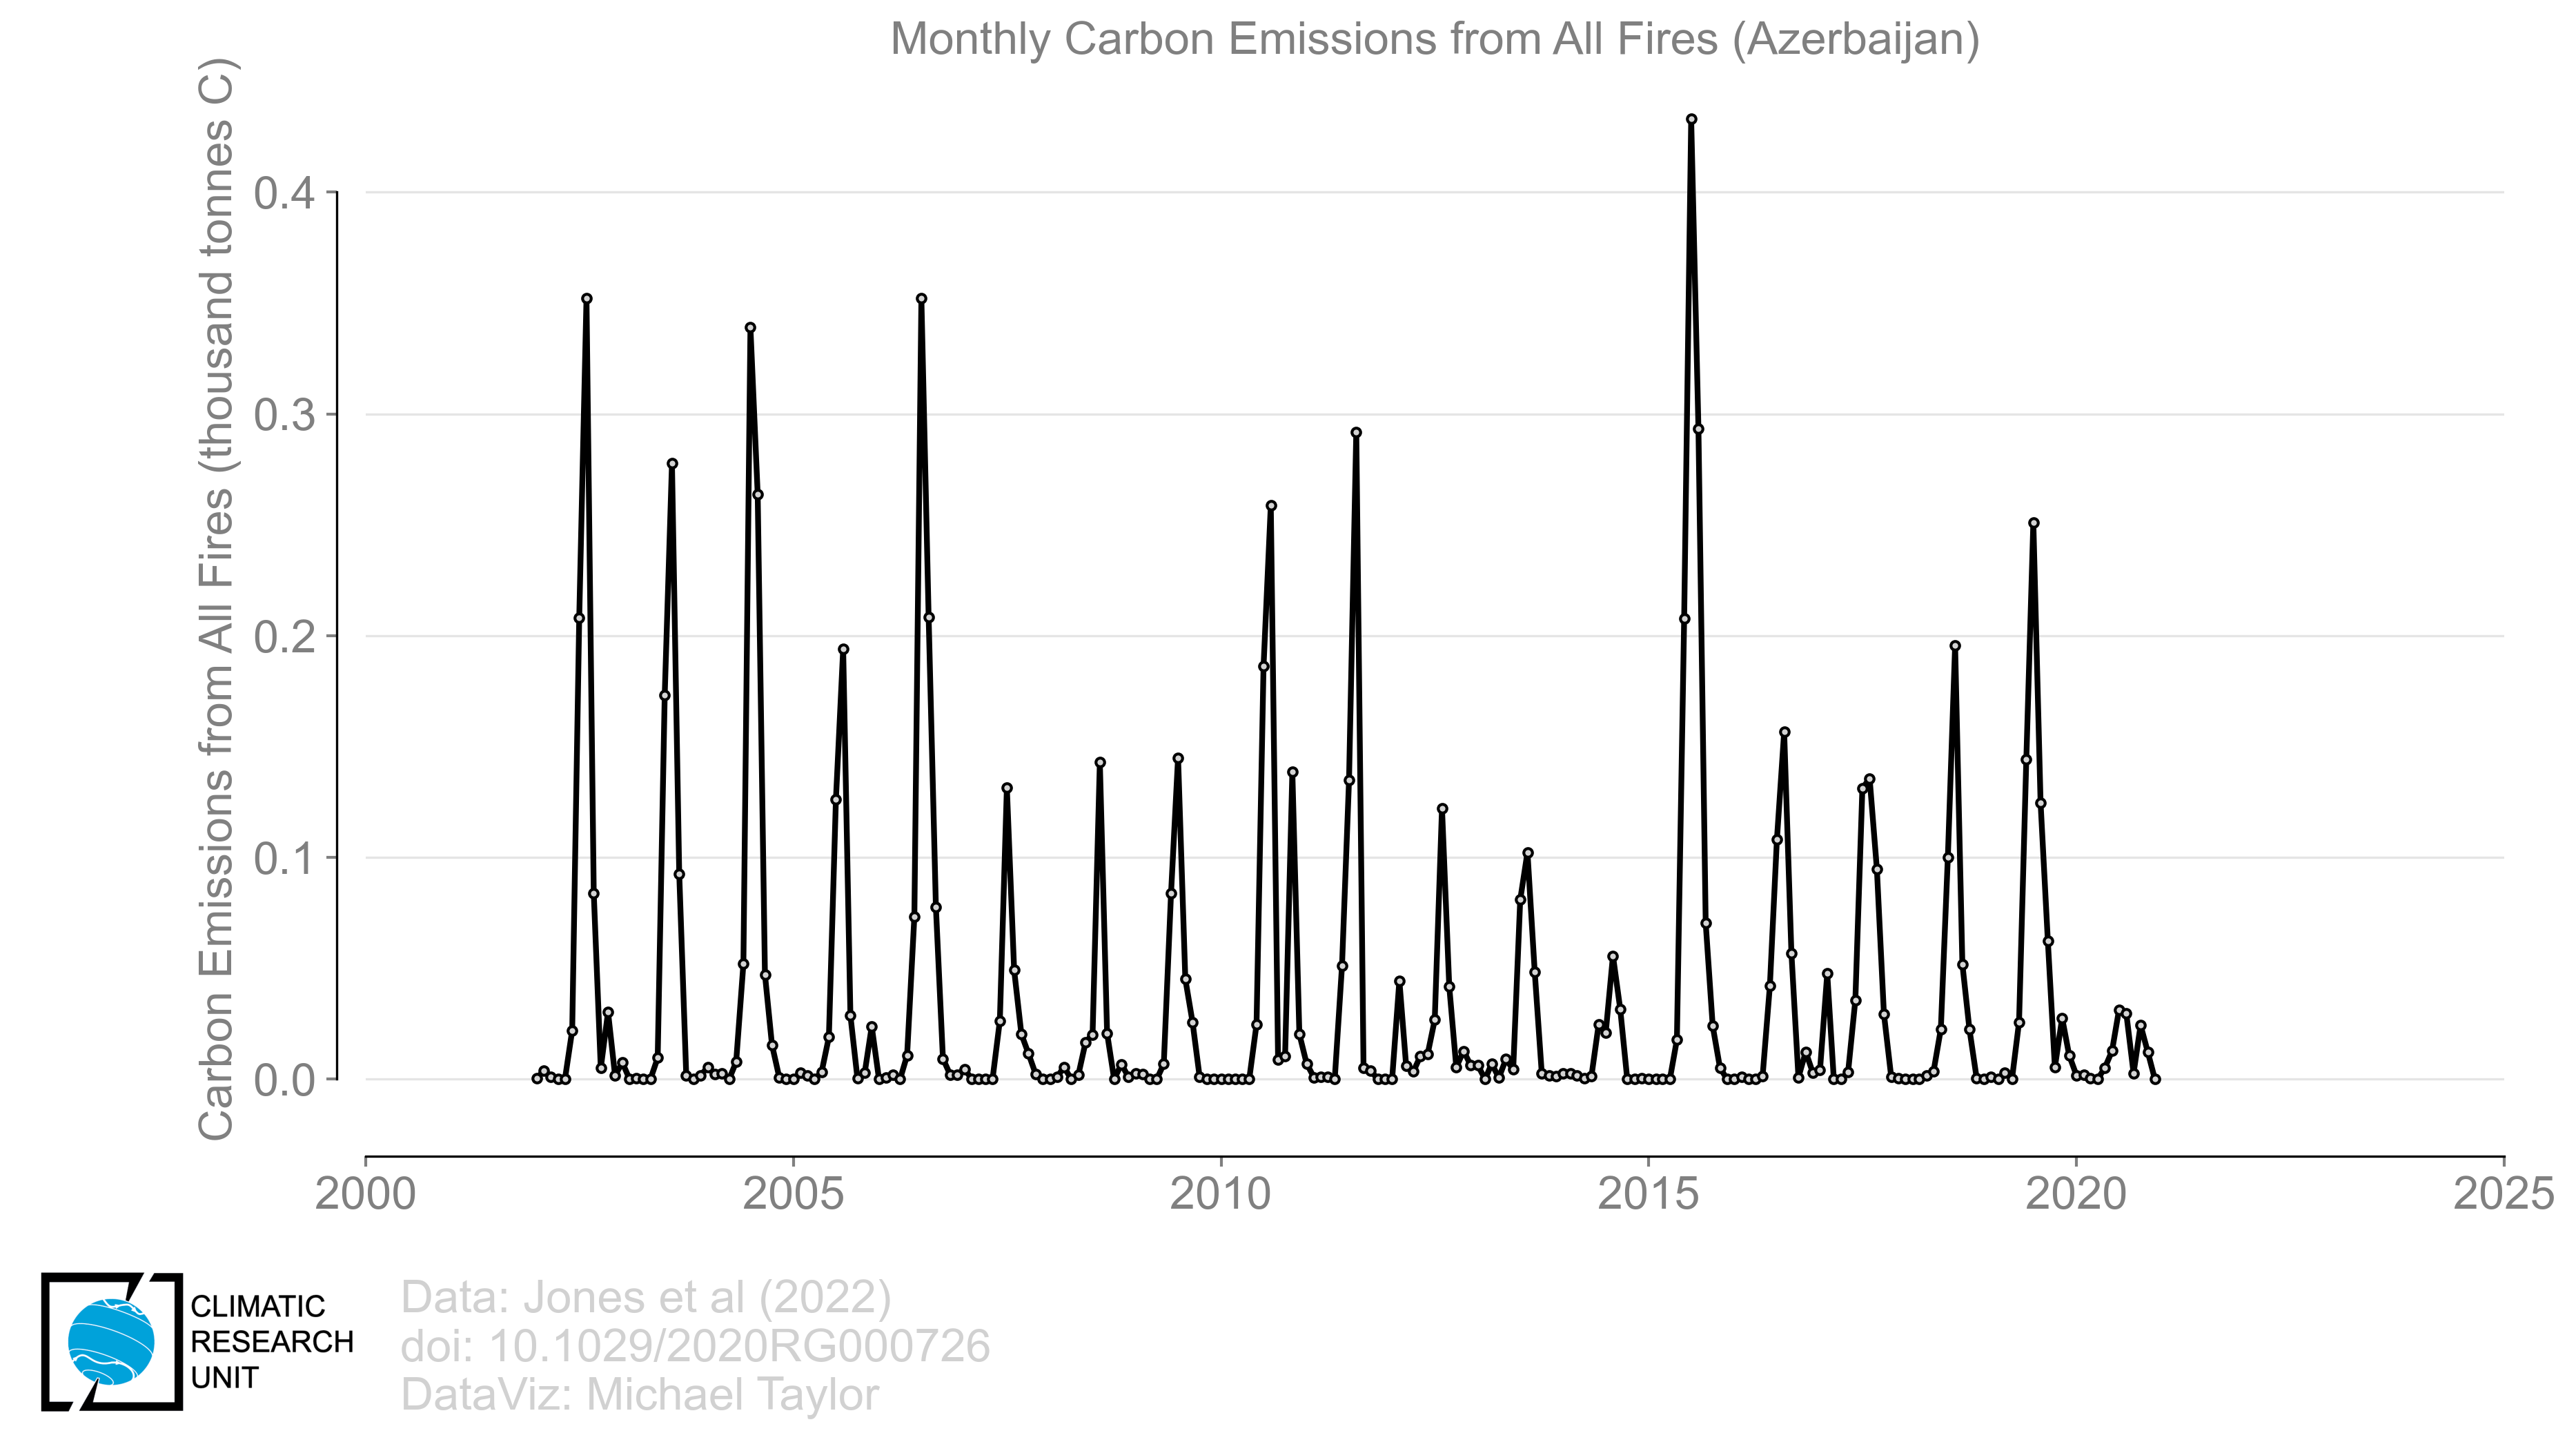 Monthly Carbon Emissions from All Fires (Azerbaijan)
Carbon Emissions from All Fires (thousand tonnes C)
0.4
0.3
0.2
0.1
0.0
2000 2005 2010 2015 2020 2025
CLIMATIC
RESEARCH
UNIT
Data: Jones et al (2022)
doi: 10.1029/2020RG000726
DataViz: Michael Taylor